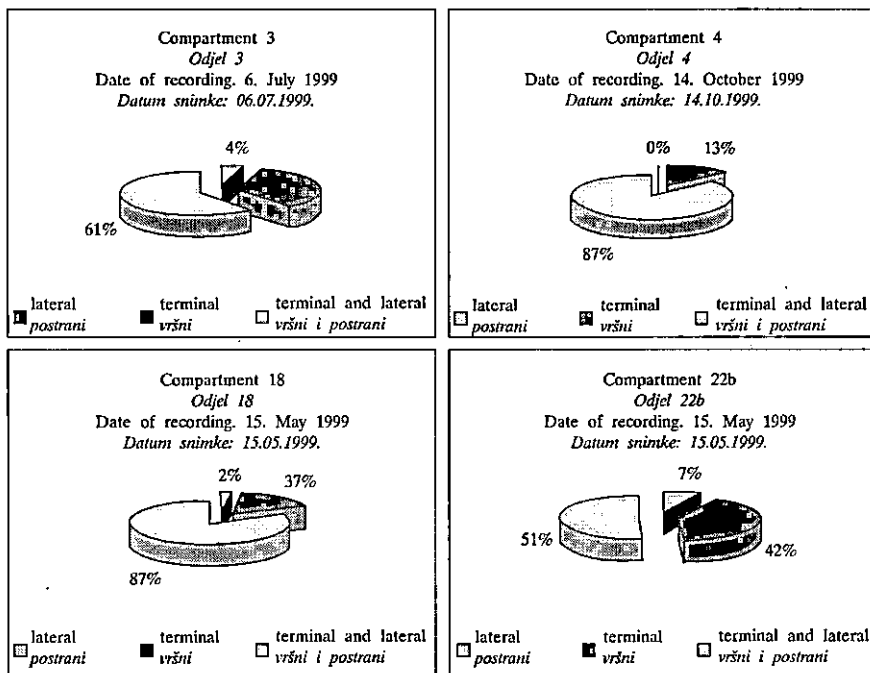 Compartment 3
Odjel 3
Date of recording. 6. July 1999
Datum snimke: 06.07.1999.
4%
61%
lateral
postrani
terminal
vršni
terminal and lateral
vršni i postrani
Compartment 4
Odjel 4
Date of recording. 14. October 1999
Datum snimke: 14.10.1999.
0%
13%
87%
lateral
postrani
terminal
vršni
terminal and lateral
vršni i postrani
Compartment 18
Odjel 18
Date of recording. 15. May 1999
Datum snimke: 15.05.1999.
2%
37%
87%
lateral
postrani
terminal
vršni
terminal and lateral
vršni i postrani
Compartment 22b
Odjel 22b
Date of recording. 15. May 1999
Datum snimke: 15.05.1999.
7%
51%
42%
lateral
postrani
terminal
vršni
terminal and lateral
vršni i postrani